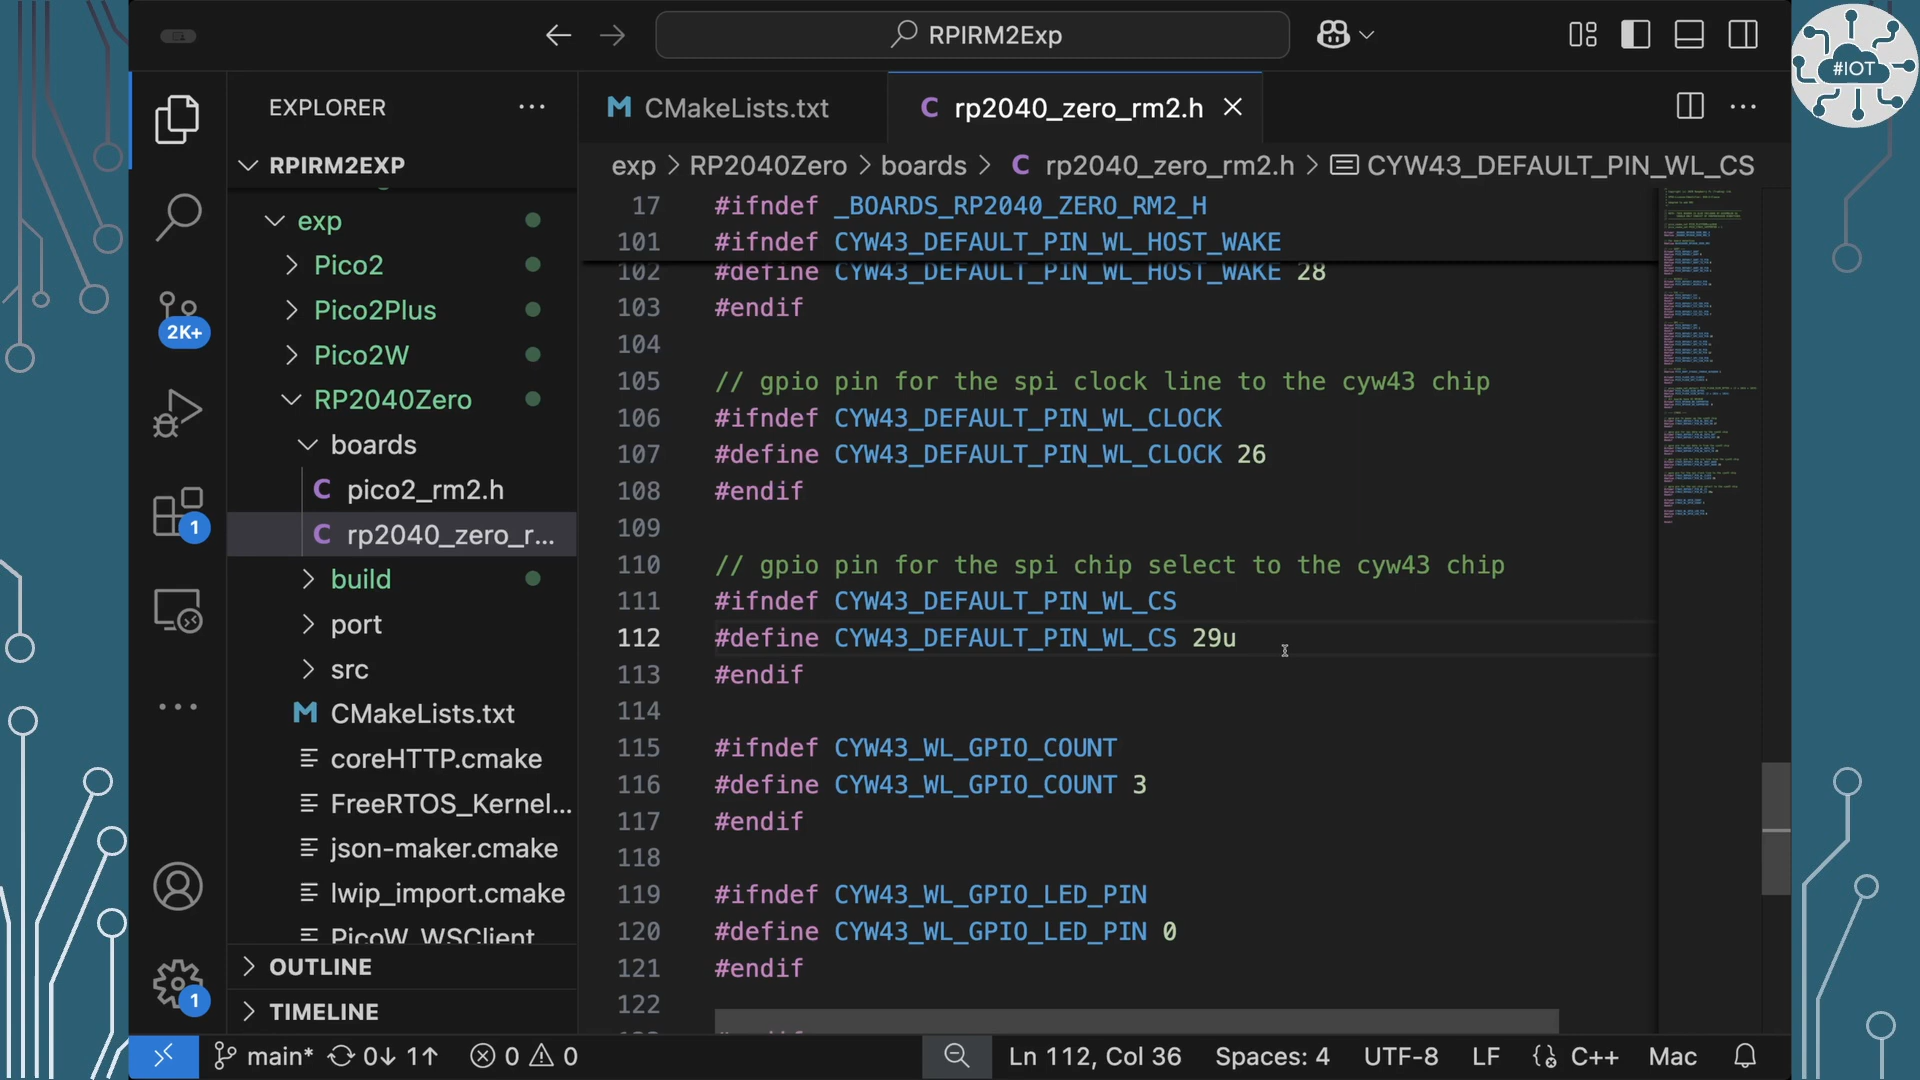 RPIRM2Exp
#IOT
EXPLORER
CMakeLists.txt
rp2040_zero_rm2.h
RPIRM2EXP
exp > RP2040Zero > boards > C rp2040_zero_rm2.h > CYW43_DEFAULT_PIN_WL_CS
exp
Pico2
Pico2Plus
Pico2W
RP2040Zero
boards
C pico2_rm2.h
C rp2040_zero_r...
build
port
src
M CMakeLists.txt
coreHTTP.cmake
FreeRTOS_Kernel...
json-maker.cmake
lwip_import.cmake
PicoW_WSClient
OUTLINE
TIMELINE
2K+
1
1
17 #ifndef _BOARDS_RP2040_ZERO_RM2_H
101 #ifndef CYW43_DEFAULT_PIN_WL_HOST_WAKE
102 #define CYW43_DEFAULT_PIN_WL_HOST_WAKE 28
103 #endif
104
105 // gpio pin for the spi clock line to the cyw43 chip
106 #ifndef CYW43_DEFAULT_PIN_WL_CLOCK
107 #define CYW43_DEFAULT_PIN_WL_CLOCK 26
108 #endif
109
110 // gpio pin for the spi chip select to the cyw43 chip
111 #ifndef CYW43_DEFAULT_PIN_WL_CS
112 #define CYW43_DEFAULT_PIN_WL_CS 29u
113 #endif
114
115 #ifndef CYW43_WL_GPIO_COUNT
116 #define CYW43_WL_GPIO_COUNT 3
117 #endif
118
119 #ifndef CYW43_WL_GPIO_LED_PIN
120 #define CYW43_WL_GPIO_LED_PIN 0
121 #endif
122
main* 0↓ 1↑ 0 0 Ln 112, Col 36 Spaces: 4 UTF-8 LF C++ Mac